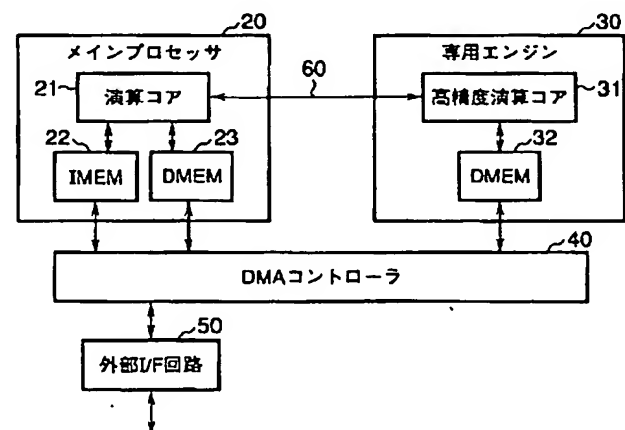 20
メインプロセッサ
21
演算コア
22
IMEM
23
DMEM
60
30
専用エンジン
高精度演算コア
31
32
DMEM
40
DMAコントローラ
50
外部I/F回路